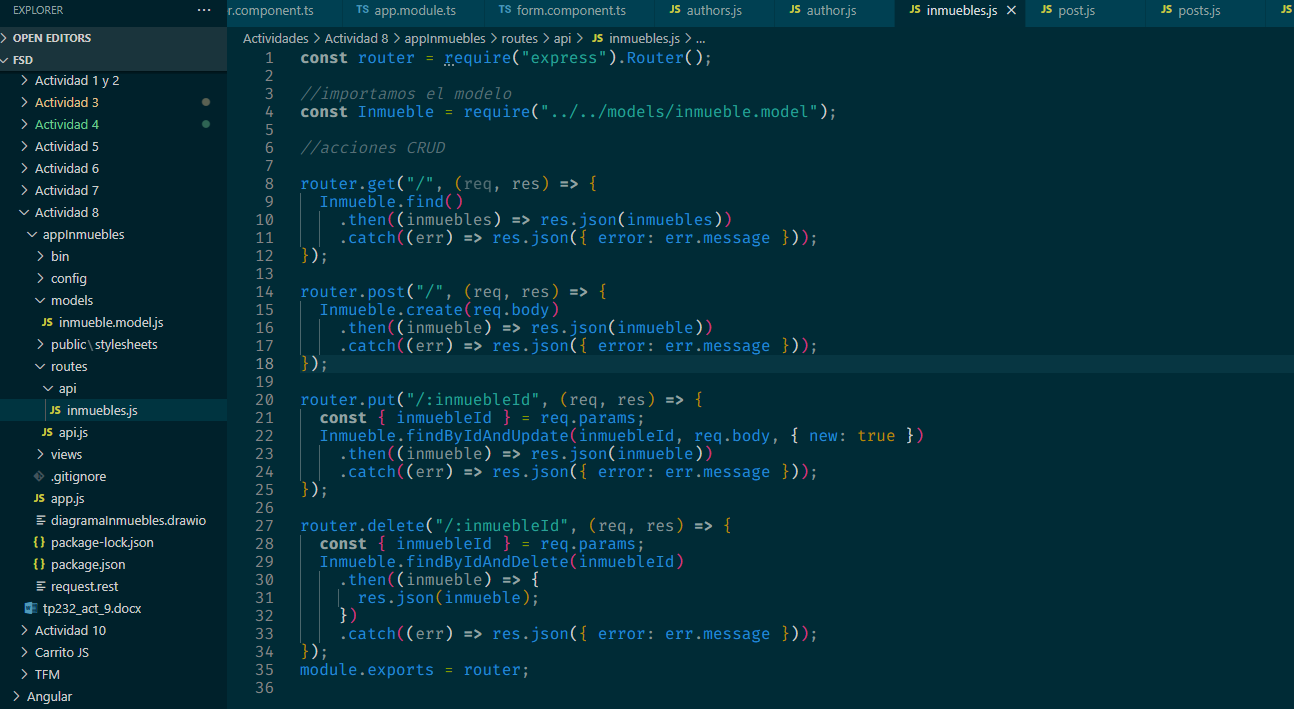 EXPLORER ...
OPEN EDITORS
FSD
Actividad 1 y 2
Actividad 3
Actividad 4
Actividad 5
Actividad 6
Actividad 7
Actividad 8
appInmuebles
bin
config
models
JS inmueble.model.js
public\stylesheets
routes
api
JS inmuebles.js
JS api.js
views
.gitignore
JS app.js
diagramaInmuebles.drawio
{} package-lock.json
{} package.json
request.rest
tp232_act_9.docx
Actividad 10
Carrito JS
TFM
Angular
r.component.ts TS app.module.ts TS form.component.ts JS authors.js JS author.js JS inmuebles.js JS post.js JS posts.js JS
Actividades > Actividad 8 > appInmuebles > routes > api > JS inmuebles.js > ...
1 const router = require("express").Router();
2
3 //importamos el modelo
4 const Inmueble = require("../../models/inmueble.model");
5
6 //acciones CRUD
7
8 router.get("/", (req, res) => {
9 Inmueble.find()
10 .then((inmuebles) => res.json(inmuebles))
11 .catch((err) => res.json({ error: err.message }));
12 });
13
14 router.post("/", (req, res) => {
15 Inmueble.create(req.body)
16 .then((inmueble) => res.json(inmueble))
17 .catch((err) => res.json({ error: err.message }));
18 });
19
20 router.put("/:inmuebleId", (req, res) => {
21 const { inmuebleId } = req.params;
22 Inmueble.findByIdAndUpdate(inmuebleId, req.body, { new: true })
23 .then((inmueble) => res.json(inmueble))
24 .catch((err) => res.json({ error: err.message }));
25 });
26
27 router.delete("/:inmuebleId", (req, res) => {
28 const { inmuebleId } = req.params;
29 Inmueble.findByIdAndDelete(inmuebleId)
30 .then((inmueble) => {
31 res.json(inmueble);
32 })
33 .catch((err) => res.json({ error: err.message }));
34 });
35 module.exports = router;
36